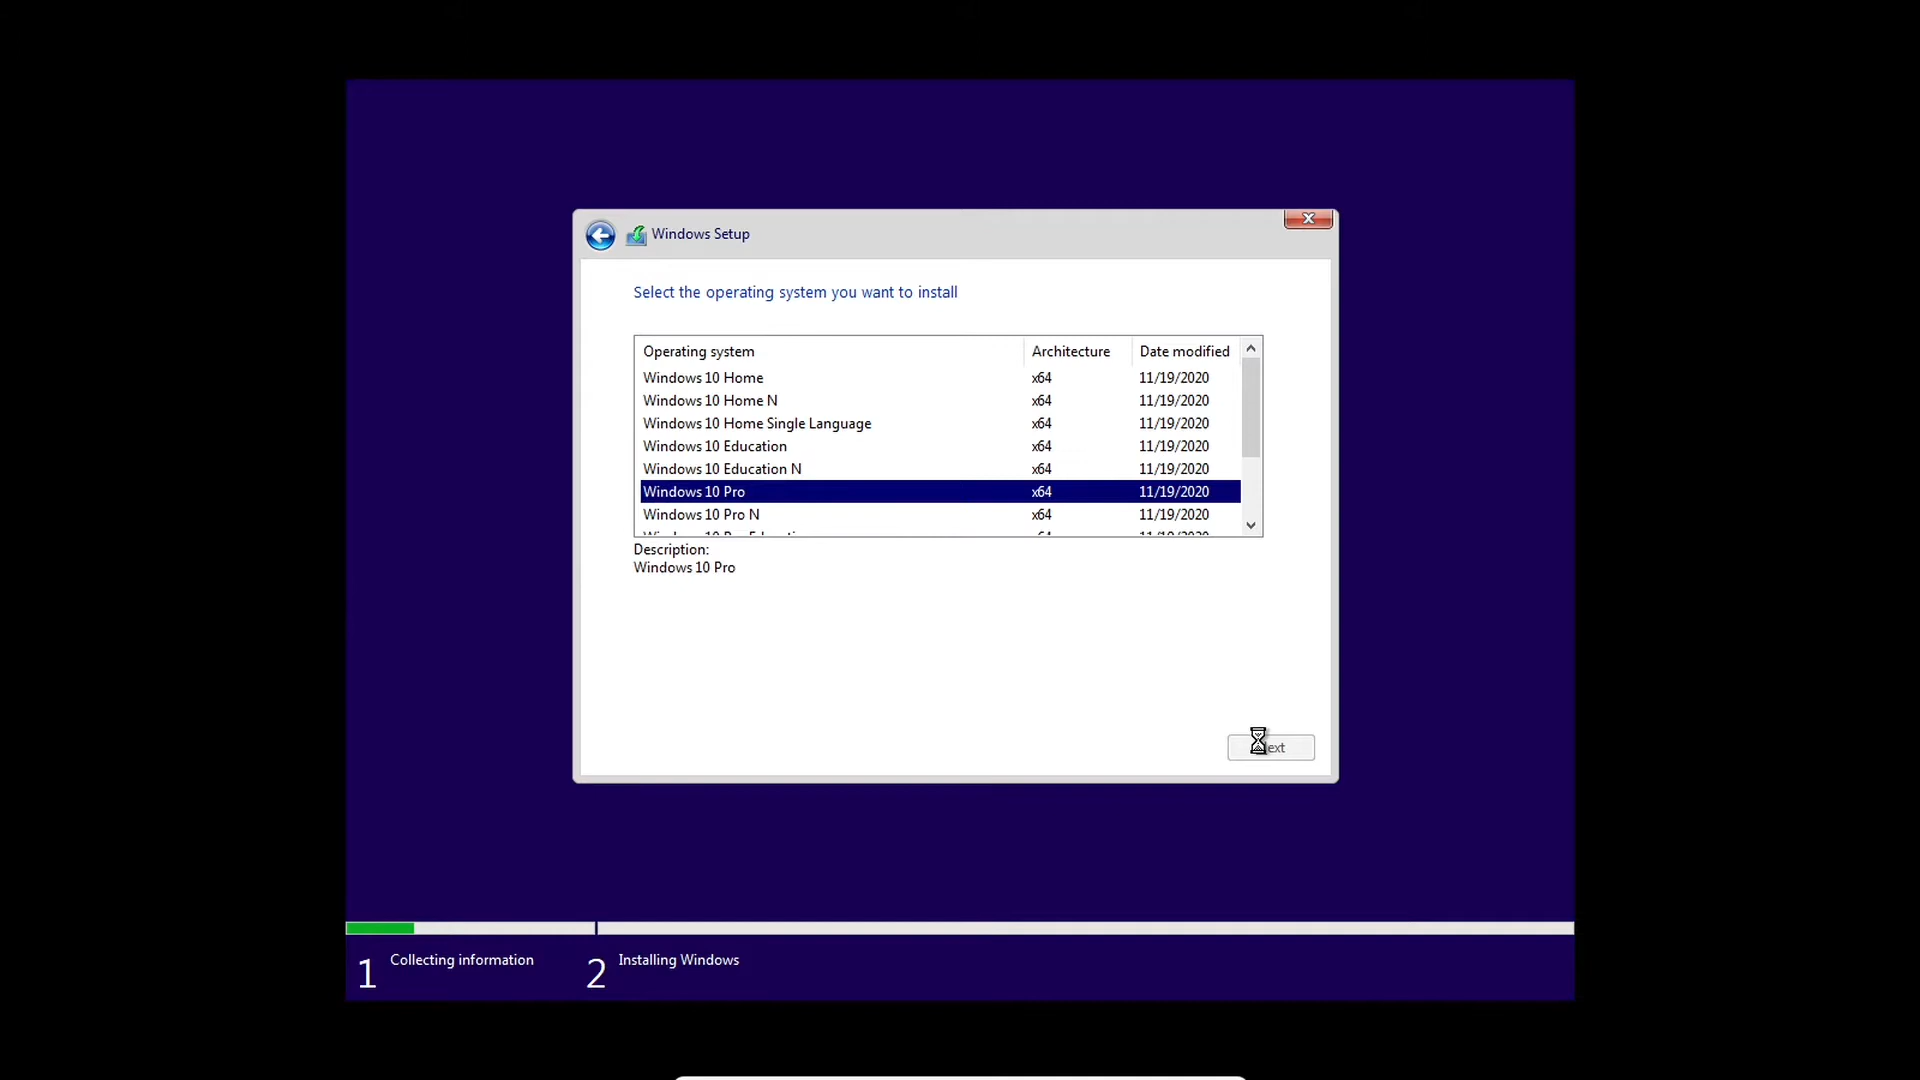 Windows Setup
Select the operating system you want to install
Operating system Architecture Date modified
Windows 10 Home x64 11/19/2020
Windows 10 Home N x64 11/19/2020
Windows 10 Home Single Language x64 11/19/2020
Windows 10 Education x64 11/19/2020
Windows 10 Education N x64 11/19/2020
Windows 10 Pro x64 11/19/2020
Windows 10 Pro N x64 11/19/2020
Description:
Windows 10 Pro
1 Collecting information 2 Installing Windows